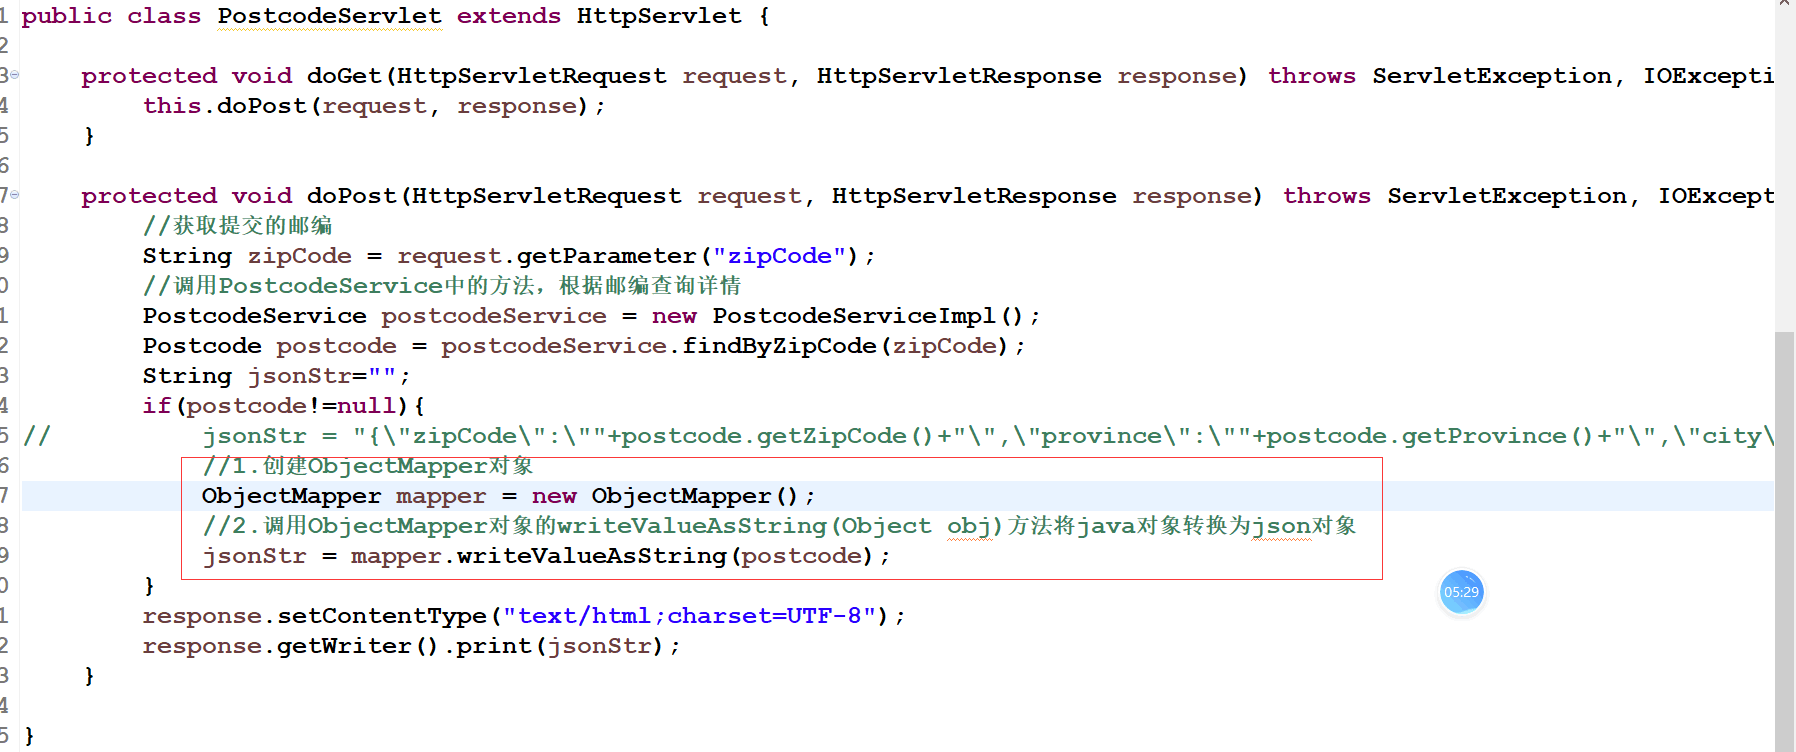 1 public class PostcodeServlet extends HttpServlet {
2
3 protected void doGet(HttpServletRequest request, HttpServletResponse response) throws ServletException, IOExcepti
4 this.doPost(request, response);
5 }
6
7 protected void doPost(HttpServletRequest request, HttpServletResponse response) throws ServletException, IOExcept
8 //获取提交的邮编
9 String zipCode = request.getParameter("zipCode");
0 //调用PostcodeService中的方法，根据邮编查询详情
1 PostcodeService postcodeService = new PostcodeServiceImpl();
2 Postcode postcode = postcodeService.findByZipCode(zipCode);
3 String jsonStr="";
4 if(postcode!=null){
5 // jsonStr = "{\"zipCode\":\""+postcode.getZipCode()+"\",\"province\":\""+postcode.getProvince()+"\",\"city\
6 //1.创建ObjectMapper对象
7 ObjectMapper mapper = new ObjectMapper();
8 //2.调用ObjectMapper对象的writeValueAsString(Object obj)方法将java对象转换为json对象
9 jsonStr = mapper.writeValueAsString(postcode);
0 }
05:29
1 response.setContentType("text/html;charset=UTF-8");
2 response.getWriter().print(jsonStr);
3 }
4
5 }